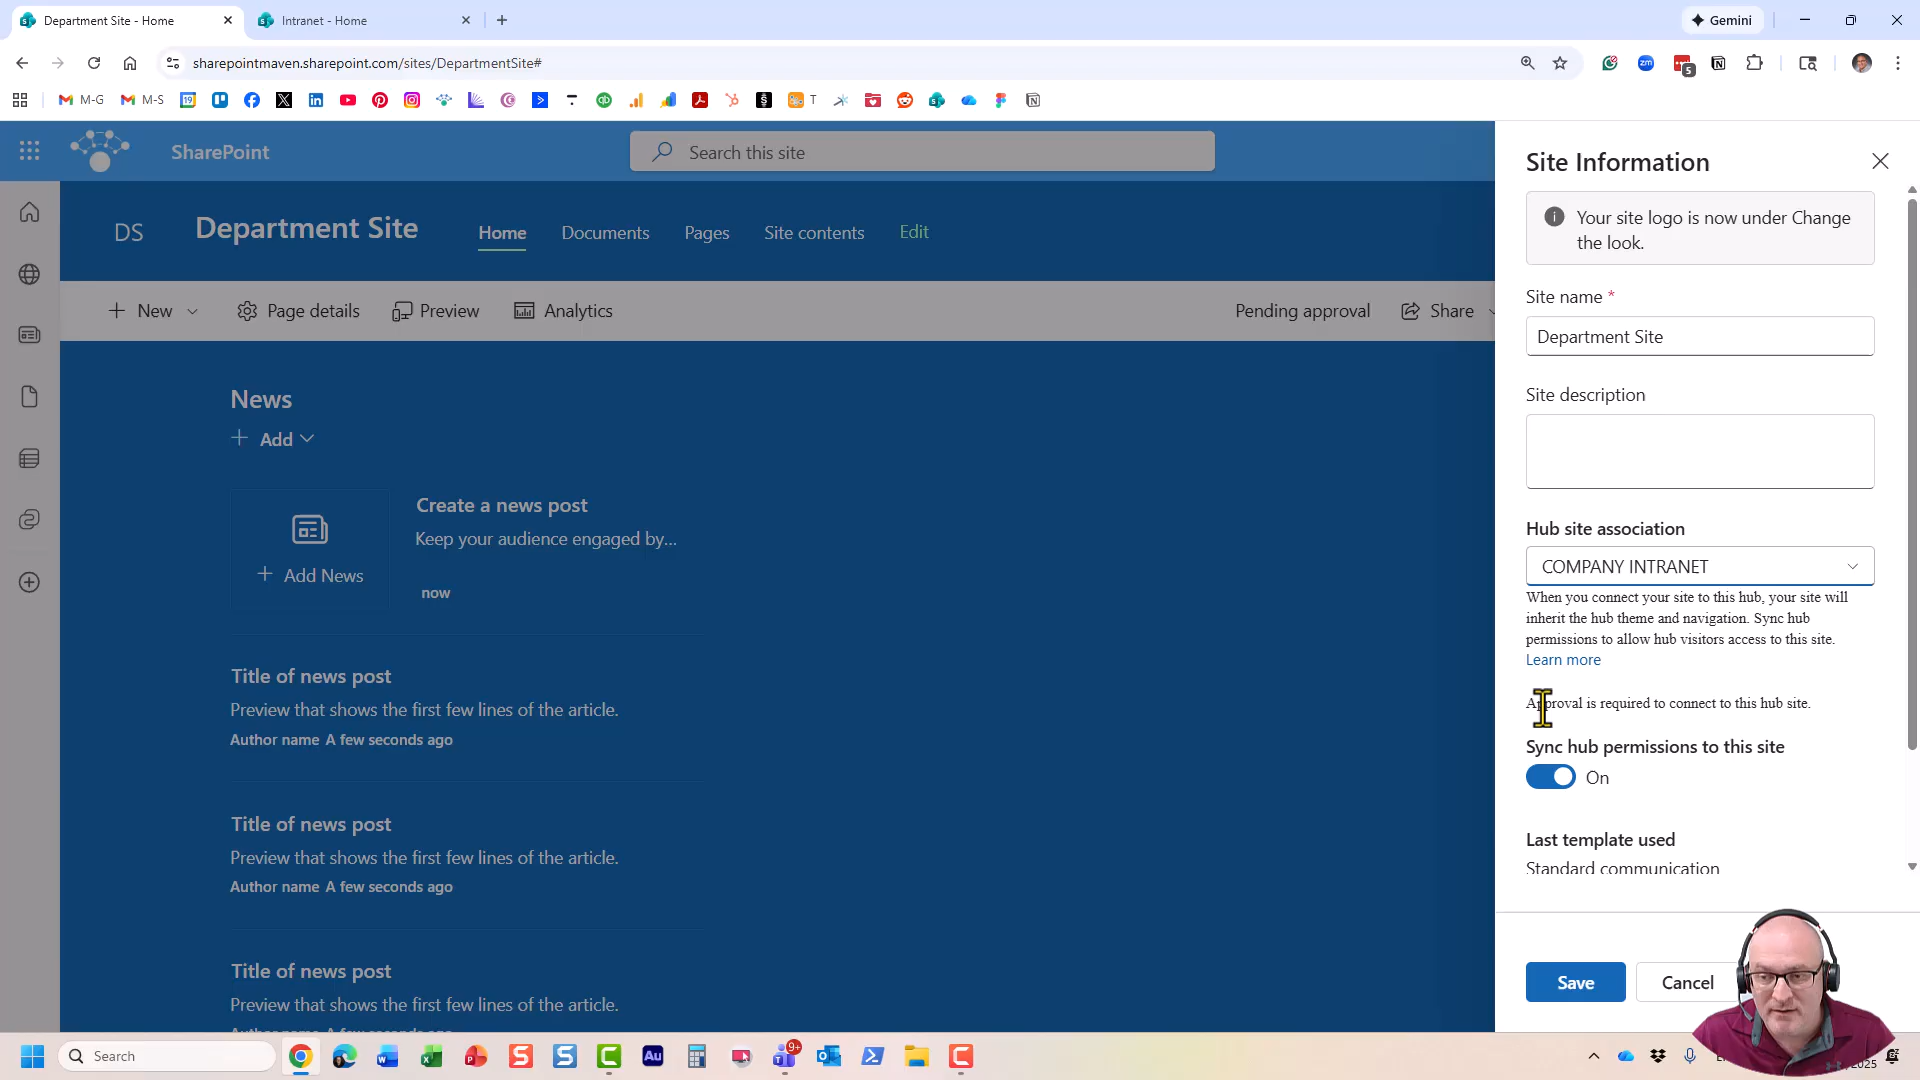 Department Site - Home
Intranet - Home
Gemini
sharepointmaven.sharepoint.com/sites/DepartmentSite#
M-G
M-S
19
T
S
SharePoint
Search this site
DS
Department Site
Home
Documents
Pages
Site contents
Edit
New
Page details
Preview
Analytics
Pending approval
Share
News
Add
Add News
Create a news post
Keep your audience engaged by...
now
Title of news post
Preview that shows the first few lines of the article.
Author name A few seconds ago
Title of news post
Preview that shows the first few lines of the article.
Author name A few seconds ago
Title of news post
Preview that shows the first few lines of the article.
Site Information
Your site logo is now under Change
the look.
Site name *
Department Site
Site description
Hub site association
COMPANY INTRANET
When you connect your site to this hub, your site will
inherit the hub theme and navigation. Sync hub
permissions to allow hub visitors access to this site.
Learn more
Approval is required to connect to this hub site.
Sync hub permissions to this site
On
Last template used
Standard communication
Save
Cancel
Search
9+